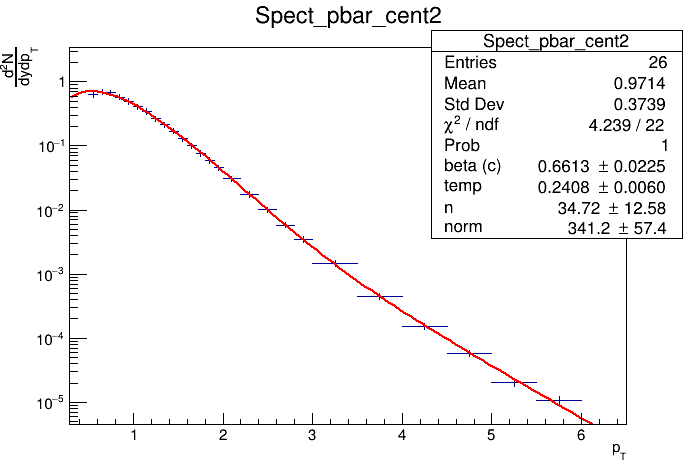 Spect_pbar_cent2
d²N
dydp_T
Spect_pbar_cent2
Entries 26
Mean 0.9714
Std Dev 0.3739
χ² / ndf 4.239 / 22
Prob 1
beta (c) 0.6613 ± 0.0225
temp 0.2408 ± 0.0060
n 34.72 ± 12.58
norm 341.2 ± 57.4
1
10⁻¹
10⁻²
10⁻³
10⁻⁴
10⁻⁵
1 2 3 4 5 6
p_T